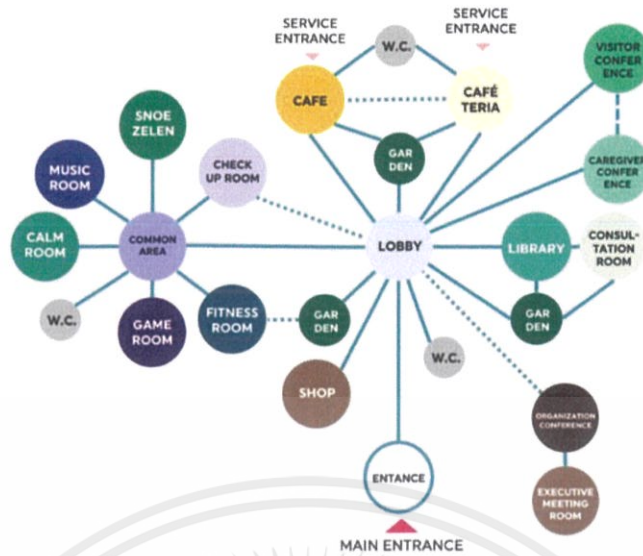 SERVICE
ENTRANCE
SERVICE
ENTRANCE
W.C.
VISITOR
CONFER
ENCE
CAFE
CAFÉ
TERIA
SNOE
ZELEN
GAR
DEN
MUSIC
ROOM
CHECK
UP ROOM
CAREGIVER
CONFER
ENCE
CALM
ROOM
COMMON
AREA
LOBBY
LIBRARY
CONSUL-
TATION
ROOM
W.C.
GAME
ROOM
FITNESS
ROOM
GAR
DEN
GAR
DEN
W.C.
SHOP
ORGANIZATION
CONFERENCE
ENTANCE
EXECUTIVE
MEETING
ROOM
MAIN ENTRANCE